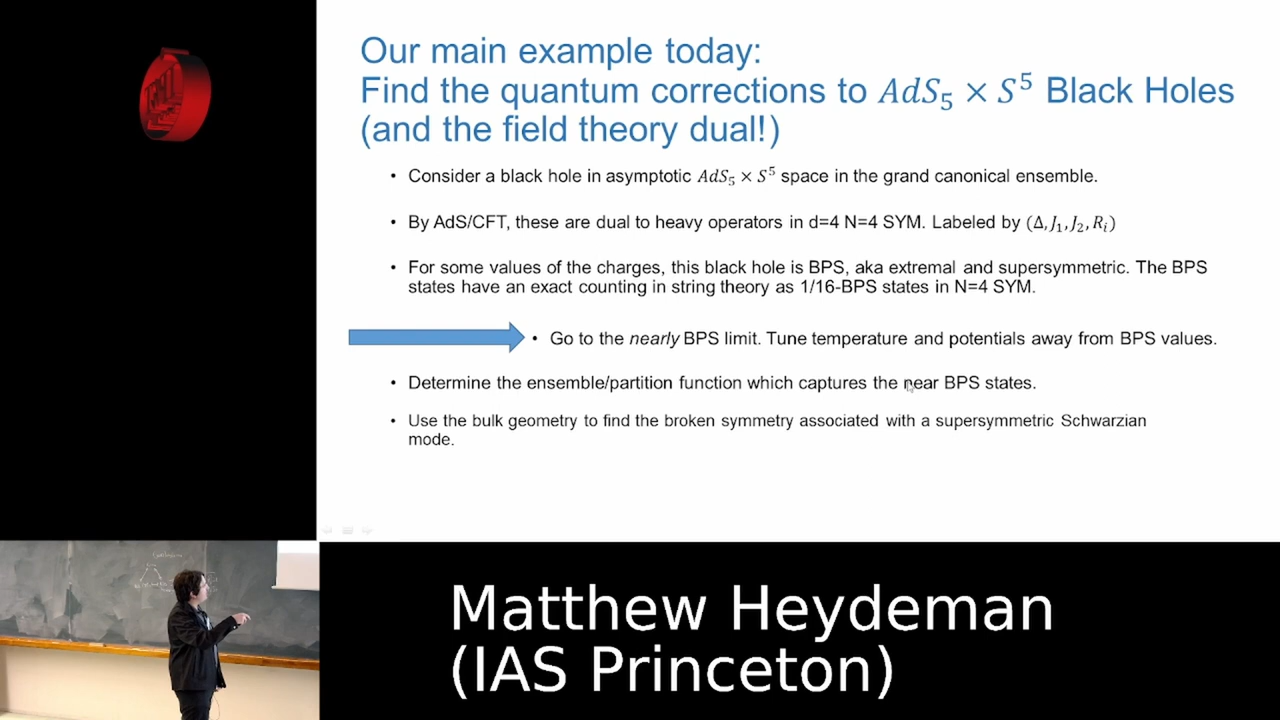 Our main example today:
Find the quantum corrections to AdS₅ × S⁵ Black Holes
(and the field theory dual!)
• Consider a black hole in asymptotic AdS₅ × S⁵ space in the grand canonical ensemble.
• By AdS/CFT, these are dual to heavy operators in d=4 N=4 SYM. Labeled by (Δ, J₁, J₂, Rᵢ)
• For some values of the charges, this black hole is BPS, aka extremal and supersymmetric. The BPS
states have an exact counting in string theory as 1/16-BPS states in N=4 SYM.
• Go to the nearly BPS limit. Tune temperature and potentials away from BPS values.
• Determine the ensemble/partition function which captures the near BPS states.
• Use the bulk geometry to find the broken symmetry associated with a supersymmetric Schwarzian
mode.
Matthew Heydeman
(IAS Princeton)